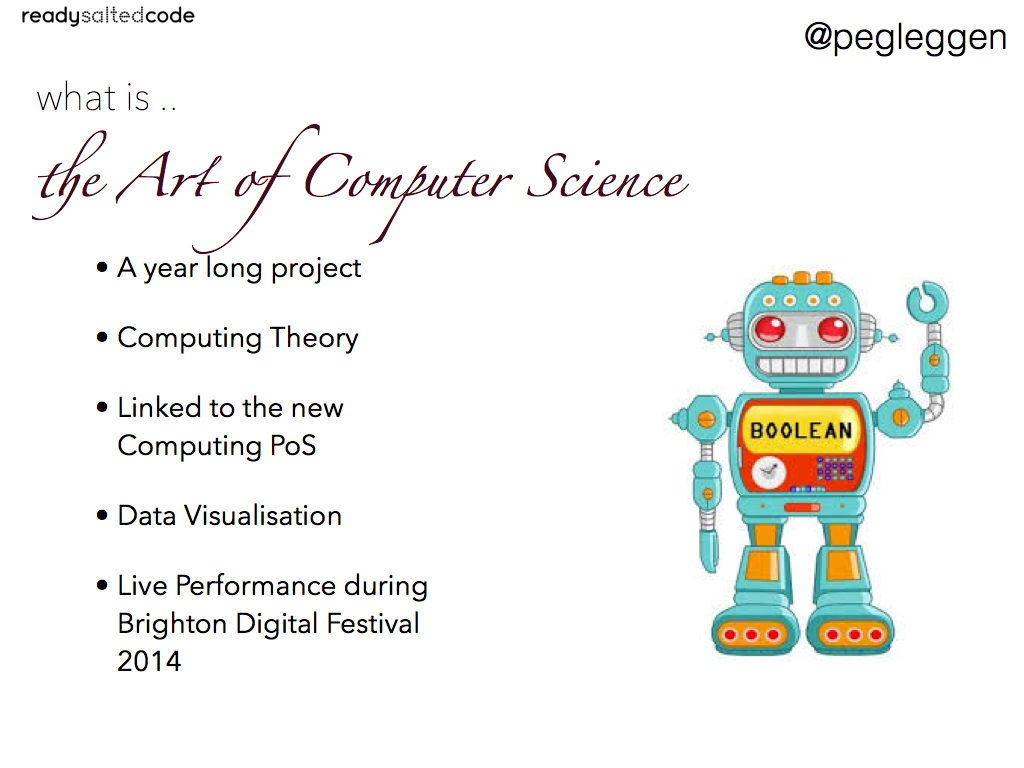 readysaltedcode
@pegleggen
what is ..
the Art of Computer Science
• A year long project
• Computing Theory
• Linked to the new
Computing PoS
• Data Visualisation
• Live Performance during
Brighton Digital Festival
2014
BOOLEAN